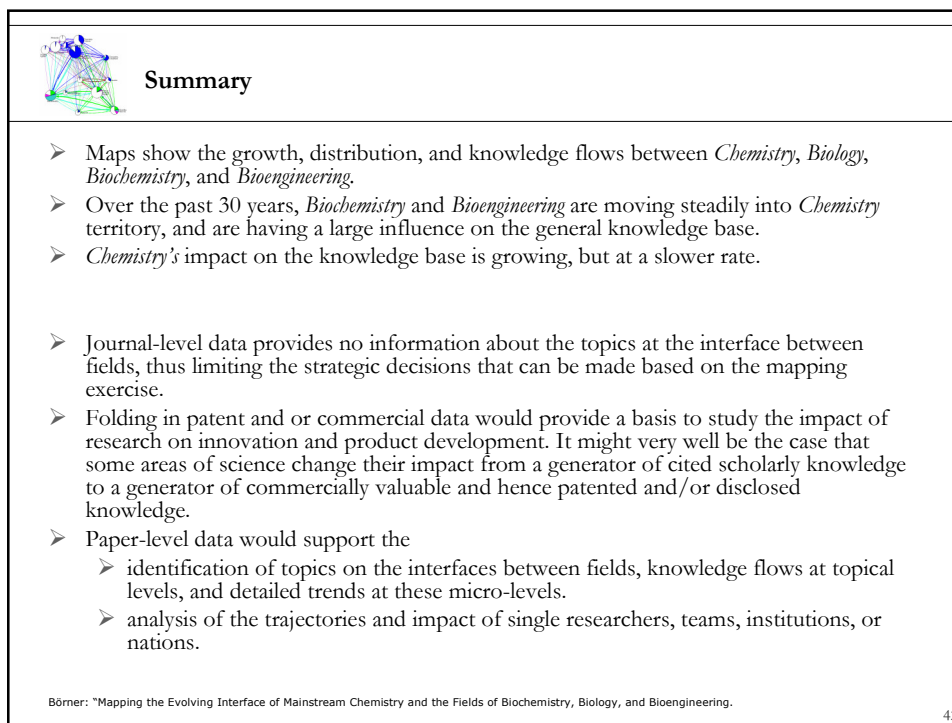 Summary
➢ Maps show the growth, distribution, and knowledge flows between Chemistry, Biology,
Biochemistry, and Bioengineering.
➢ Over the past 30 years, Biochemistry and Bioengineering are moving steadily into Chemistry
territory, and are having a large influence on the general knowledge base.
➢ Chemistry's impact on the knowledge base is growing, but at a slower rate.
➢ Journal-level data provides no information about the topics at the interface between
fields, thus limiting the strategic decisions that can be made based on the mapping
exercise.
➢ Folding in patent and or commercial data would provide a basis to study the impact of
research on innovation and product development. It might very well be the case that
some areas of science change their impact from a generator of cited scholarly knowledge
to a generator of commercially valuable and hence patented and/or disclosed
knowledge.
➢ Paper-level data would support the
➢ identification of topics on the interfaces between fields, knowledge flows at topical
levels, and detailed trends at these micro-levels.
➢ analysis of the trajectories and impact of single researchers, teams, institutions, or
nations.
Börner: "Mapping the Evolving Interface of Mainstream Chemistry and the Fields of Biochemistry, Biology, and Bioengineering.